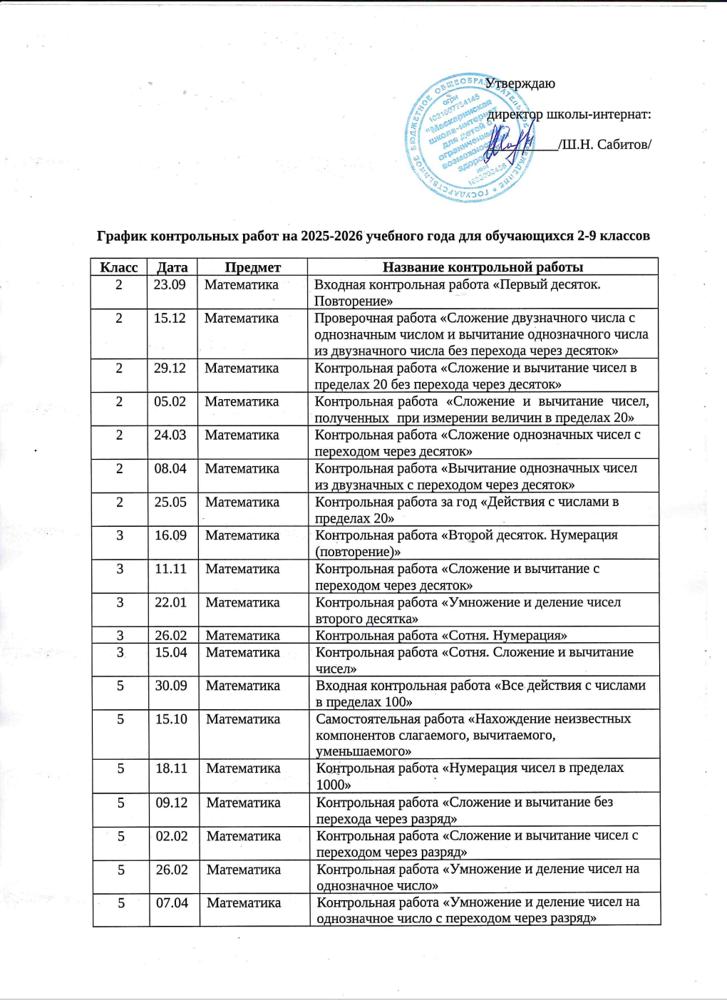 Утверждаю
директор школы-интернат:
/Ш.Н. Сабитов/
ГОСУДАРСТВЕННОЕ БЮДЖЕТНОЕ ОБЩЕОБРАЗОВАТЕЛЬНОЕ
огрн
школа-интернат
для детей с
График контрольных работ на 2025-2026 учебного года для обучающихся 2-9 классов
Класс Дата Предмет Название контрольной работы
2 23.09 Математика Входная контрольная работа «Первый десяток.
Повторение»
2 15.12 Математика Проверочная работа «Сложение двузначного числа с
однозначным числом и вычитание однозначного числа
из двузначного числа без перехода через десяток»
2 29.12 Математика Контрольная работа «Сложение и вычитание чисел в
пределах 20 без перехода через десяток»
2 05.02 Математика Контрольная работа «Сложение и вычитание чисел,
полученных при измерении величин в пределах 20»
2 24.03 Математика Контрольная работа «Сложение однозначных чисел с
переходом через десяток»
2 08.04 Математика Контрольная работа «Вычитание однозначных чисел
из двузначных с переходом через десяток»
2 25.05 Математика Контрольная работа за год «Действия с числами в
пределах 20»
3 16.09 Математика Контрольная работа «Второй десяток. Нумерация
(повторение)»
3 11.11 Математика Контрольная работа «Сложение и вычитание с
переходом через десяток»
3 22.01 Математика Контрольная работа «Умножение и деление чисел
второго десятка»
3 26.02 Математика Контрольная работа «Сотня. Нумерация»
3 15.04 Математика Контрольная работа «Сотня. Сложение и вычитание
чисел»
5 30.09 Математика Входная контрольная работа «Все действия с числами
в пределах 100»
5 15.10 Математика Самостоятельная работа «Нахождение неизвестных
компонентов слагаемого, вычитаемого,
уменьшаемого»
5 18.11 Математика Контрольная работа «Нумерация чисел в пределах
1000»
5 09.12 Математика Контрольная работа «Сложение и вычитание без
перехода через разряд»
5 02.02 Математика Контрольная работа «Сложение и вычитание чисел с
переходом через разряд»
5 26.02 Математика Контрольная работа «Умножение и деление чисел на
однозначное число»
5 07.04 Математика Контрольная работа «Умножение и деление чисел на
однозначное число с переходом через разряд»